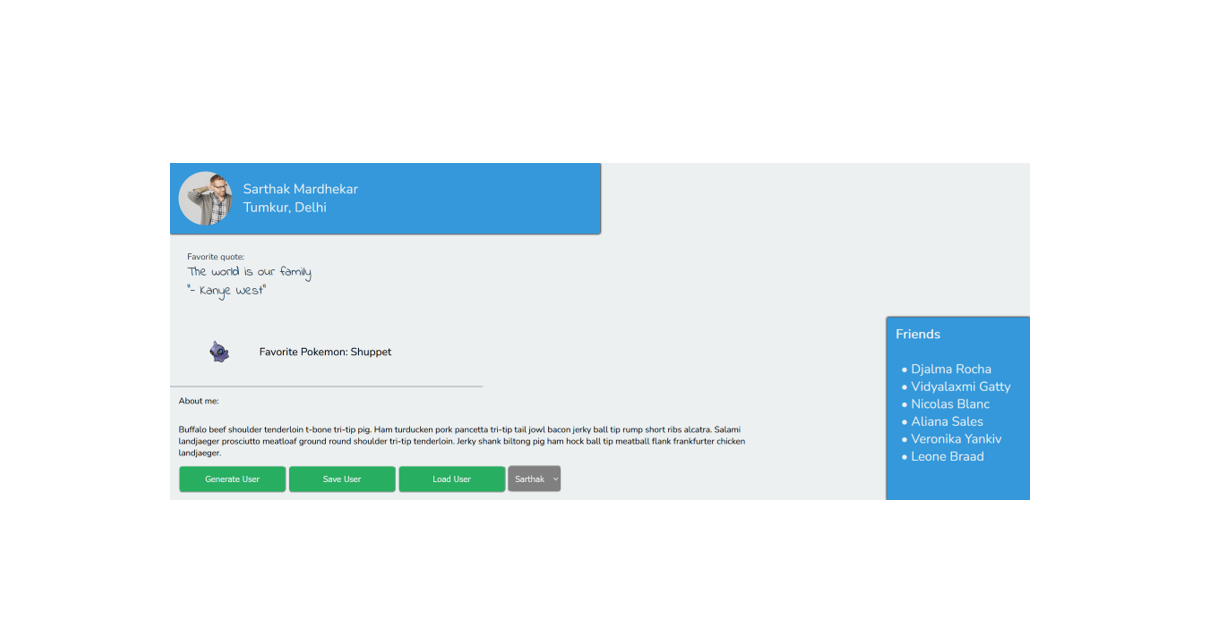 Sarthak Mardhekar
Tumkur, Delhi
Favorite quote:
The world is our family
"- Kanye West"
Favorite Pokemon: Shuppet
About me:
Buffalo beef shoulder tenderloin t-bone tri-tip pig. Ham turducken pork pancetta tri-tip tail jowl bacon jerky ball tip rump short ribs alcatra. Salami
landjaeger prosciutto meatloaf ground round shoulder tri-tip tenderloin. Jerky shank biltong pig ham hock ball tip meatball flank frankfurter chicken
landjaeger.
Generate User
Save User
Load User
Sarthak
Friends
• Djalma Rocha
• Vidyalaxmi Gatty
• Nicolas Blanc
• Aliana Sales
• Veronika Yankiv
• Leone Braad